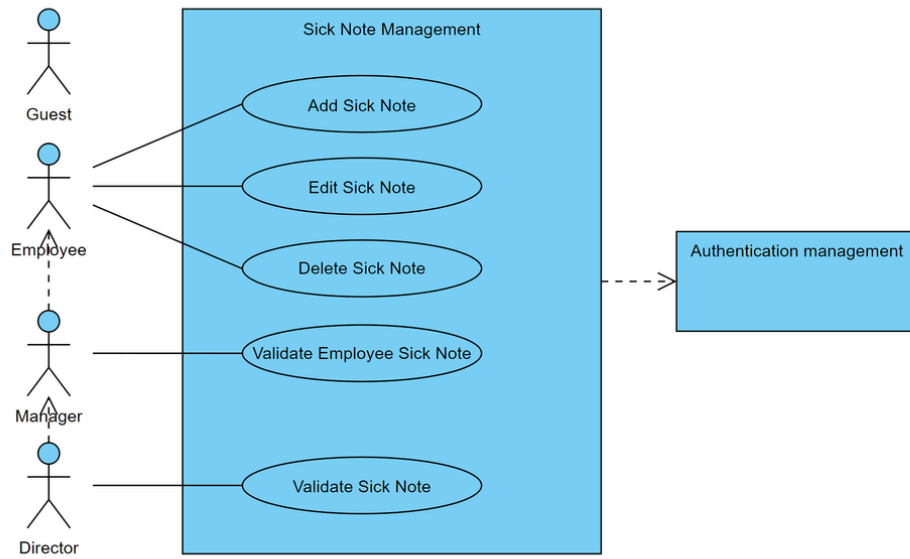 Sick Note Management
Guest
Add Sick Note
Employee
Edit Sick Note
Delete Sick Note
Authentication management
Manager
Validate Employee Sick Note
Director
Validate Sick Note